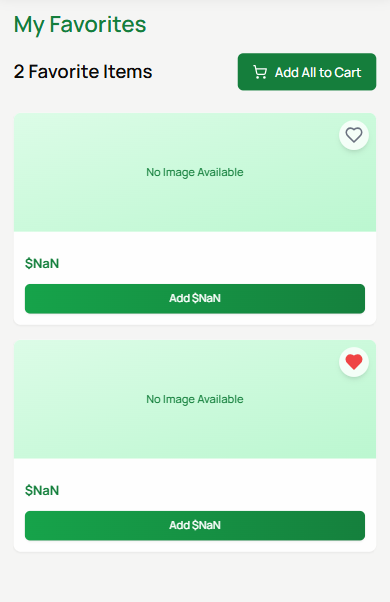 My Favorites
2 Favorite Items
Add All to Cart
No Image Available
$NaN
Add $NaN
No Image Available
$NaN
Add $NaN